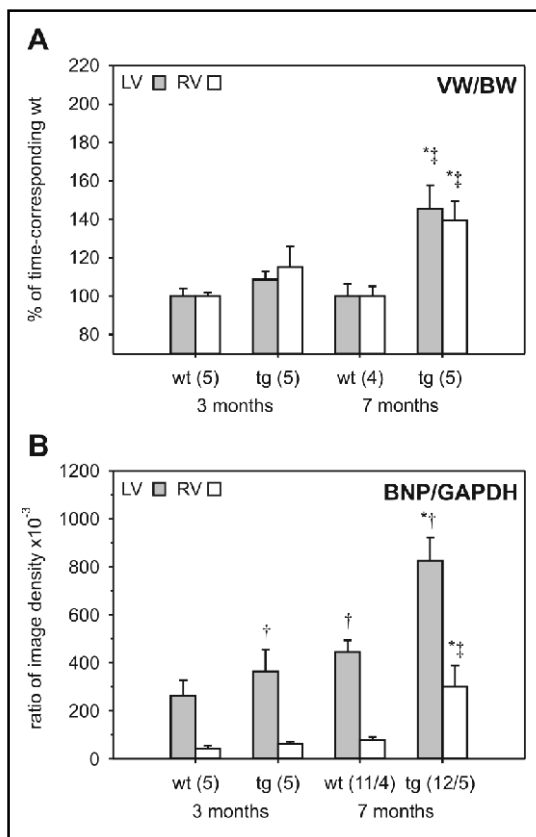 A
LV RV VW/BW
220
200
180
160
140
120
100
80
% of time-corresponding wt
*‡
*‡
wt (5) tg (5) wt (4) tg (5)
3 months 7 months
B
LV RV BNP/GAPDH
1200
1000
800
600
400
200
0
ratio of image density x10⁻³
†
†
*†
*‡
wt (5) tg (5) wt (11/4) tg (12/5)
3 months 7 months